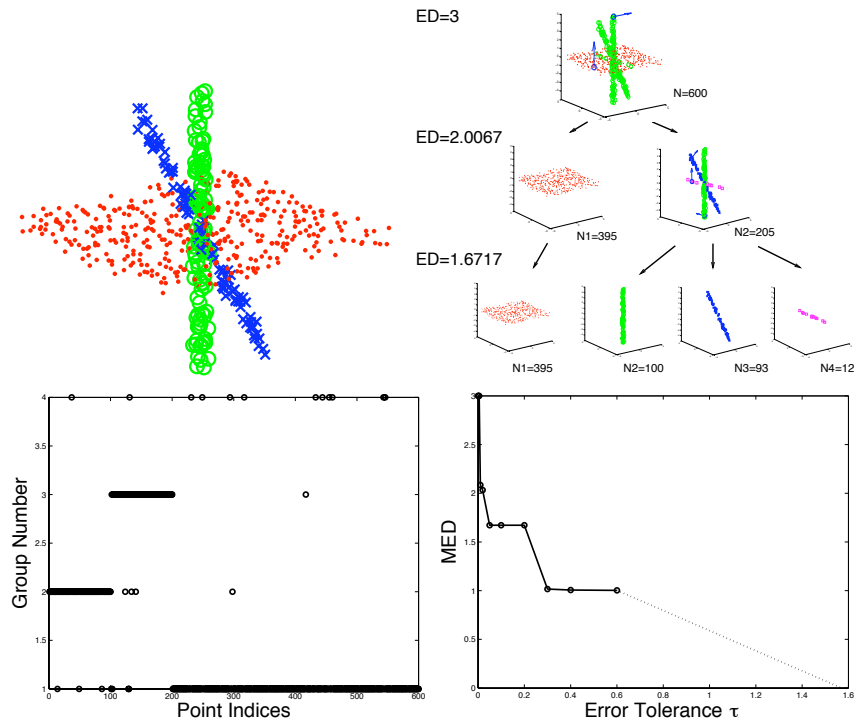 ED=3
N=600
ED=2.0067
N1=395
N2=205
ED=1.6717
N1=395
N2=100
N3=93
N4=12
4
3.5
3
2.5
2
1.5
1
0 100 200 300 400 500 600
Group Number
Point Indices
3
2.5
2
1.5
1
0.5
0
0 0.2 0.4 0.6 0.8 1 1.2 1.4 1.6
MED
Error Tolerance τ